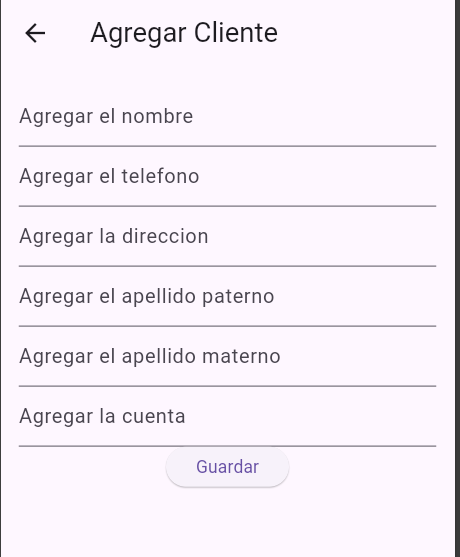 Agregar Cliente
Agregar el nombre
Agregar el telefono
Agregar la direccion
Agregar el apellido paterno
Agregar el apellido materno
Agregar la cuenta
Guardar